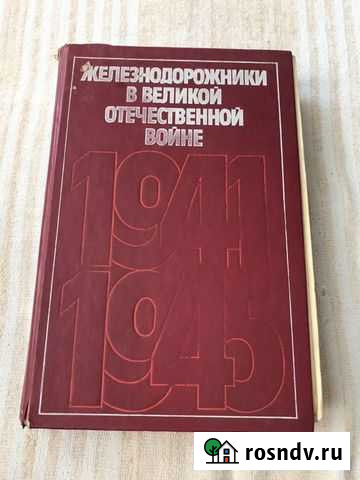 ЖЕЛЕЗНОДОРОЖНИКИ
В ВЕЛИКОЙ
ОТЕЧЕСТВЕННОЙ
ВОЙНЕ
1941
1945
rosndv.ru